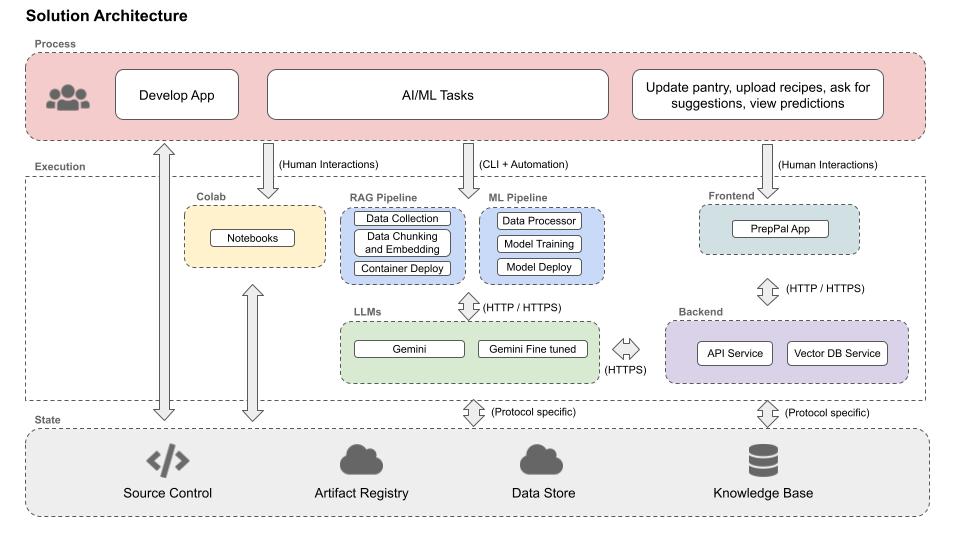 Solution Architecture
Process
Develop App
AI/ML Tasks
Update pantry, upload recipes, ask for
suggestions, view predictions
Execution
(Human Interactions)
(CLI + Automation)
(Human Interactions)
Colab
RAG Pipeline
ML Pipeline
Frontend
Notebooks
Data Collection
Data Chunking
and Embedding
Container Deploy
Data Processor
Model Training
Model Deploy
PrepPal App
(HTTP / HTTPS)
(HTTP / HTTPS)
LLMs
Backend
Gemini
Gemini Fine tuned
(HTTPS)
API Service
Vector DB Service
(Protocol specific)
(Protocol specific)
State
Source Control
Artifact Registry
Data Store
Knowledge Base